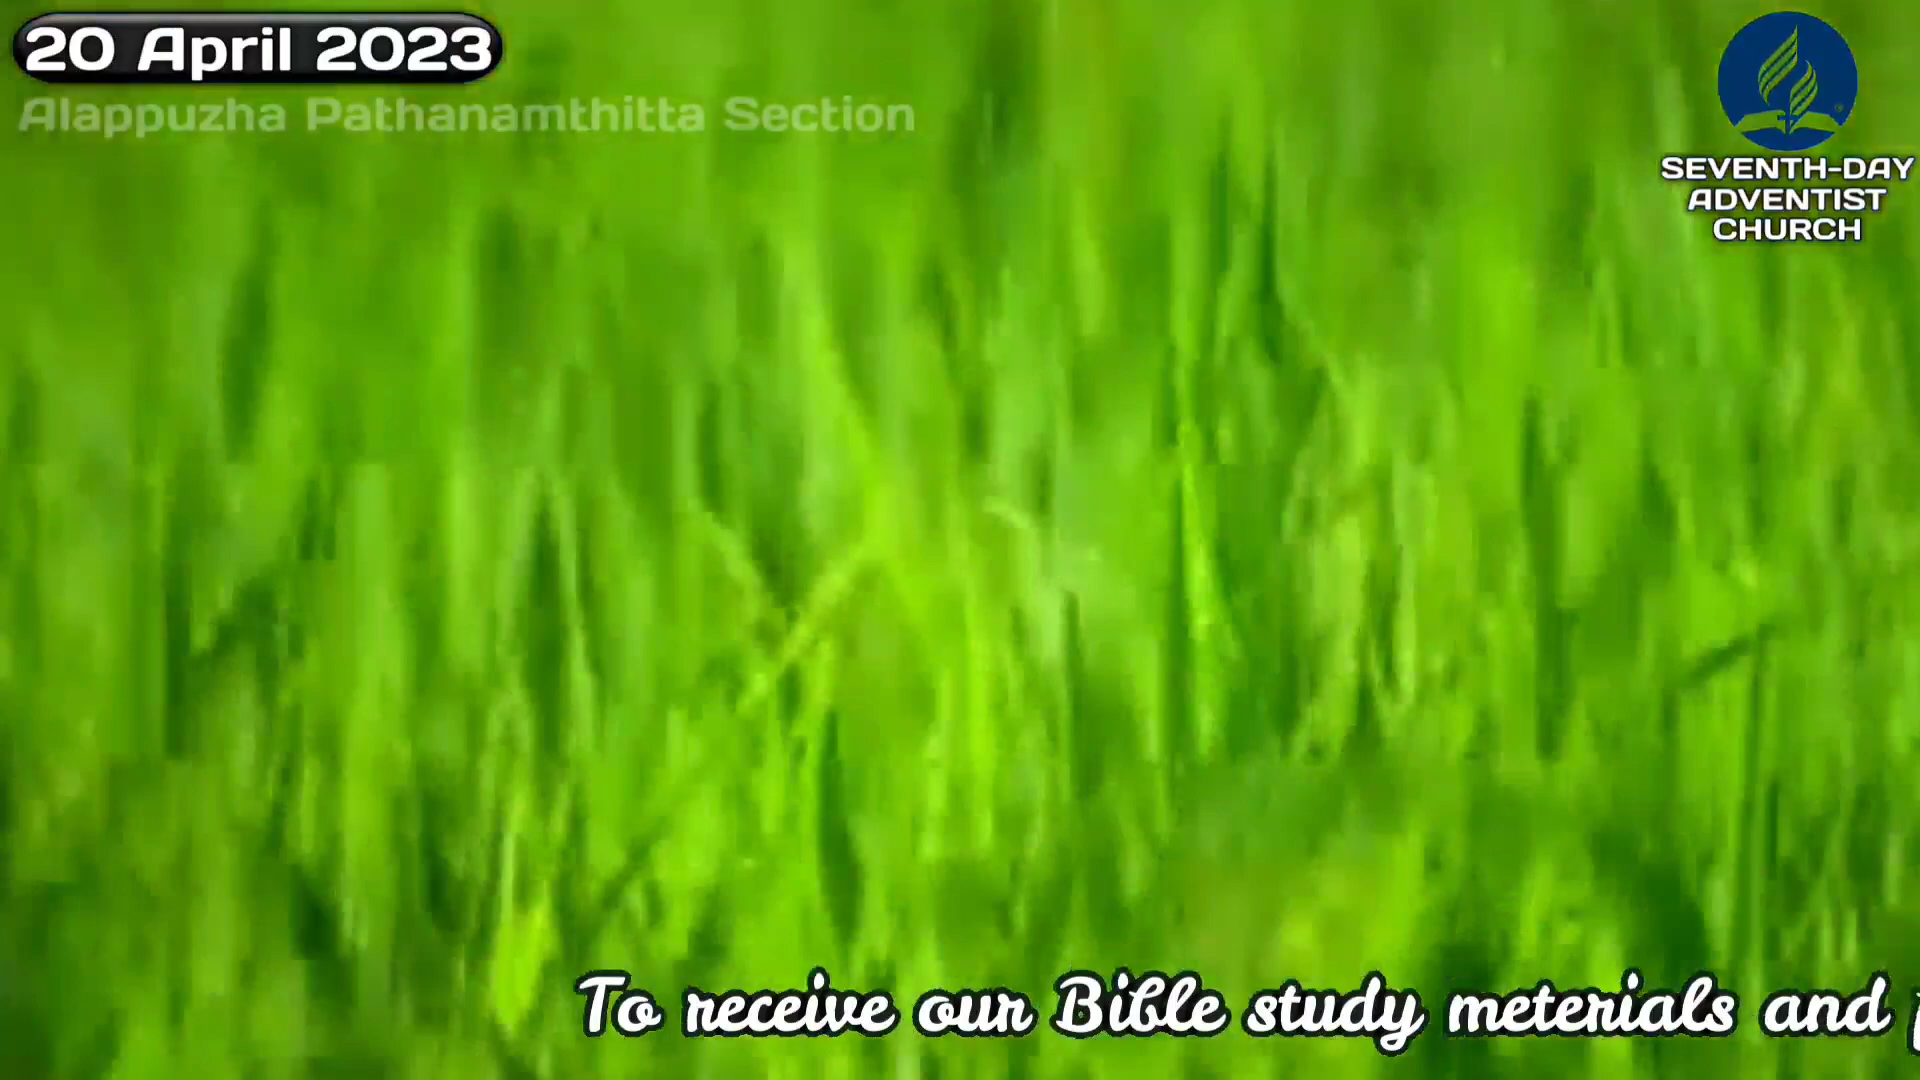 20 April 2023
Alappuzha Pathanamthitta Section
SEVENTH-DAY
ADVENTIST
CHURCH
To receive our Bible study meterials and